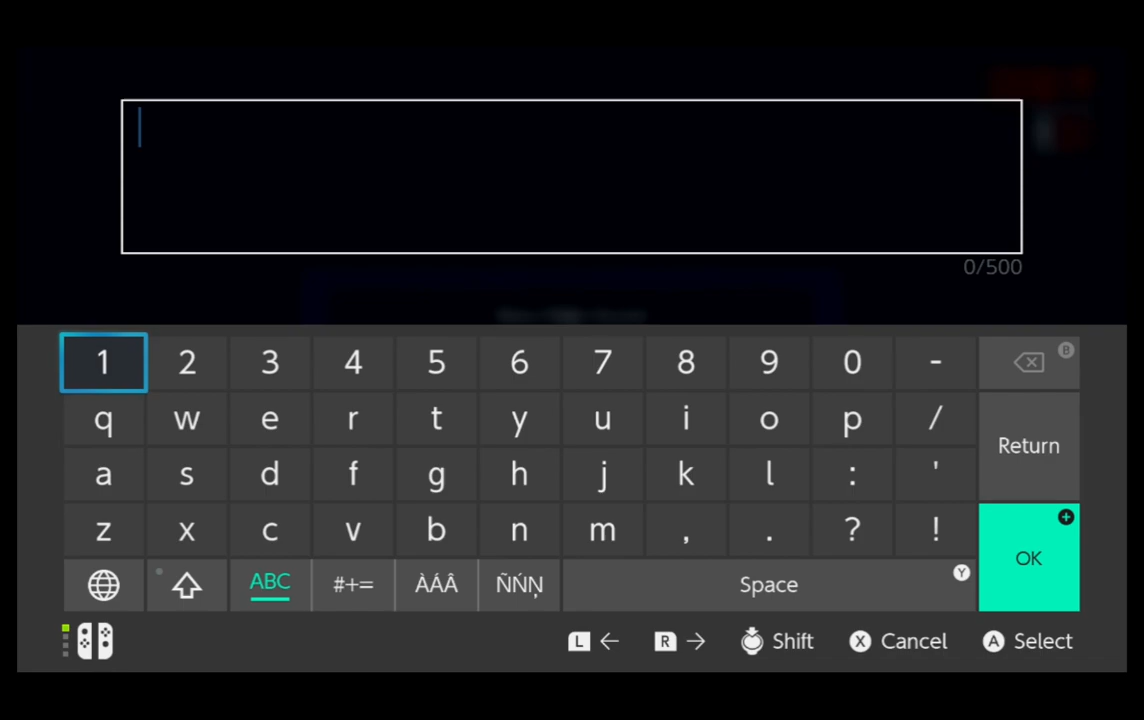 0/500
1 2 3 4 5 6 7 8 9 0 - B
q w e r t y u i o p /
Return
a s d f g h j k l : '
z x c v b n m , . ? ! +
OK
ABC #+= ÀÁÂ ÑŃŅ Space Y
L ← R → Shift X Cancel A Select